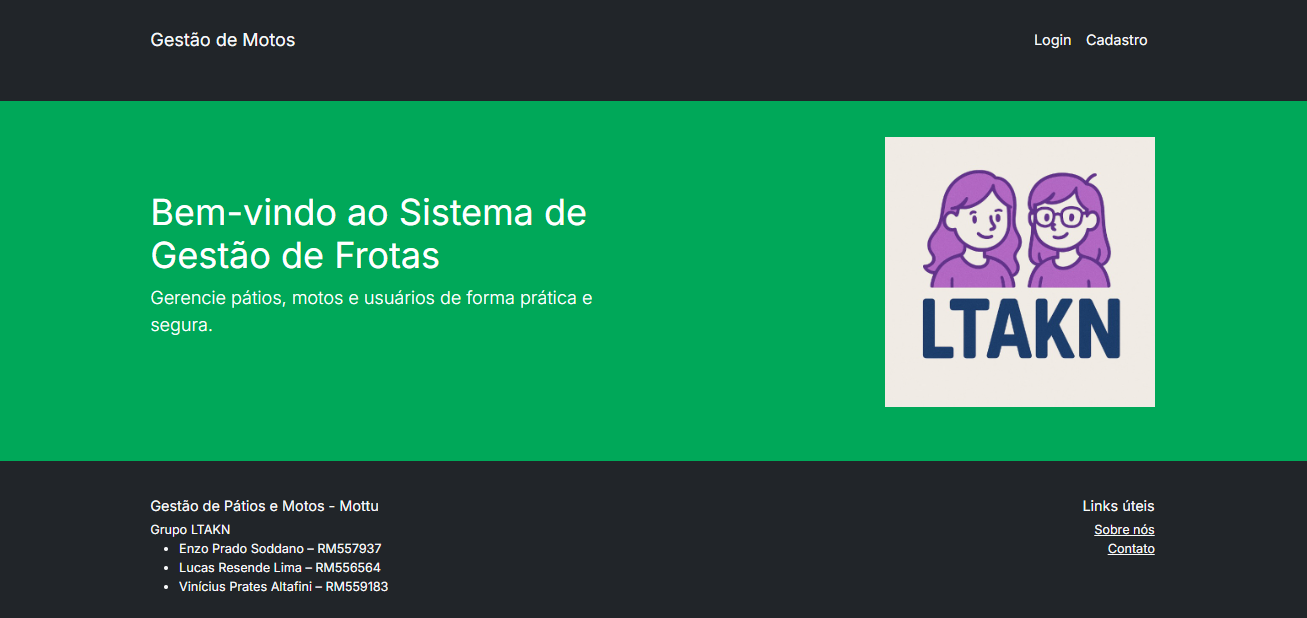 Gestão de Motos
Login Cadastro
Bem-vindo ao Sistema de
Gestão de Frotas
Gerencie pátios, motos e usuários de forma prática e
segura.
LTAKN
Gestão de Pátios e Motos - Mottu
Grupo LTAKN
• Enzo Prado Soddano – RM557937
• Lucas Resende Lima – RM556564
• Vinícius Prates Altafini – RM559183
Links úteis
Sobre nós
Contato